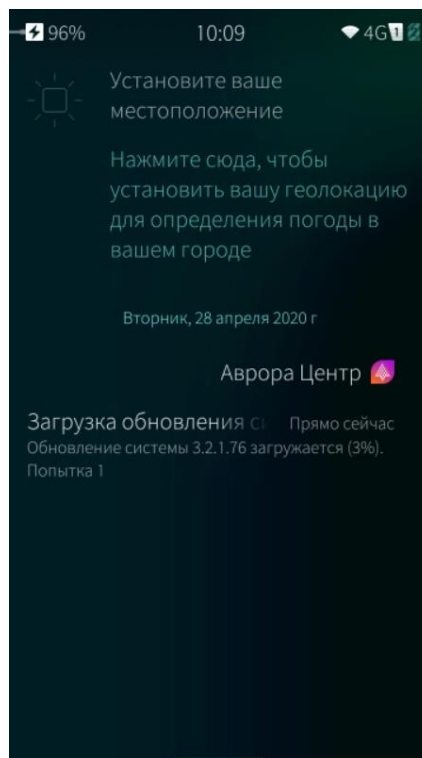 96% 10:09 4G 1
Установите ваше
местоположение
Нажмите сюда, чтобы
установить вашу геолокацию
для определения погоды в
вашем городе
Вторник, 28 апреля 2020 г
Аврора Центр
Загрузка обновления Прямо сейчас
Обновление системы 3.2.1.76 загружается (3%).
Попытка 1